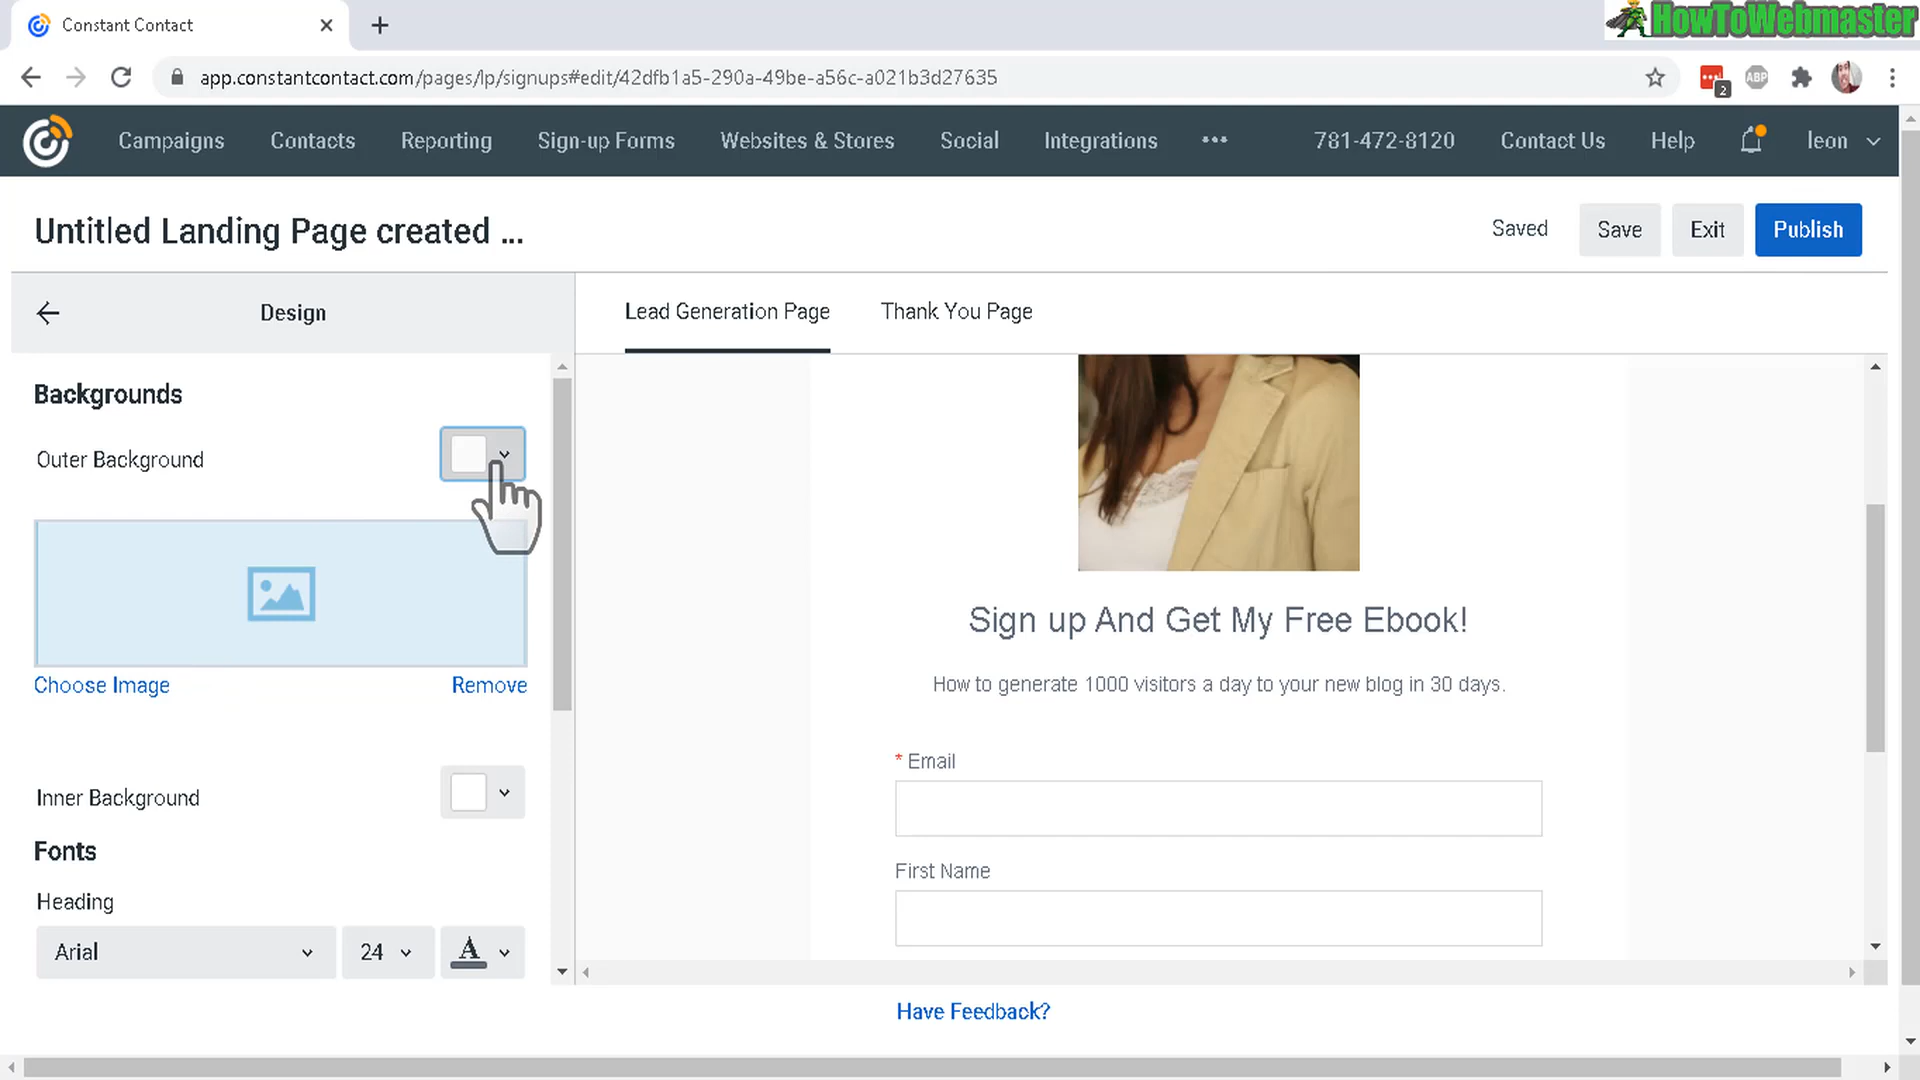 Constant Contact
HowToWebmaster
app.constantcontact.com/pages/lp/signups#edit/42dfb1a5-290a-49be-a56c-a021b3d27635
ABP
2
Campaigns Contacts Reporting Sign-up Forms Websites & Stores Social Integrations ••• 781-472-8120 Contact Us Help leon
Untitled Landing Page created ...
Saved Save Exit Publish
Design
Lead Generation Page Thank You Page
Backgrounds
Outer Background
Choose Image Remove
Inner Background
Fonts
Heading
Arial 24 A
Sign up And Get My Free Ebook!
How to generate 1000 visitors a day to your new blog in 30 days.
* Email
First Name
Have Feedback?